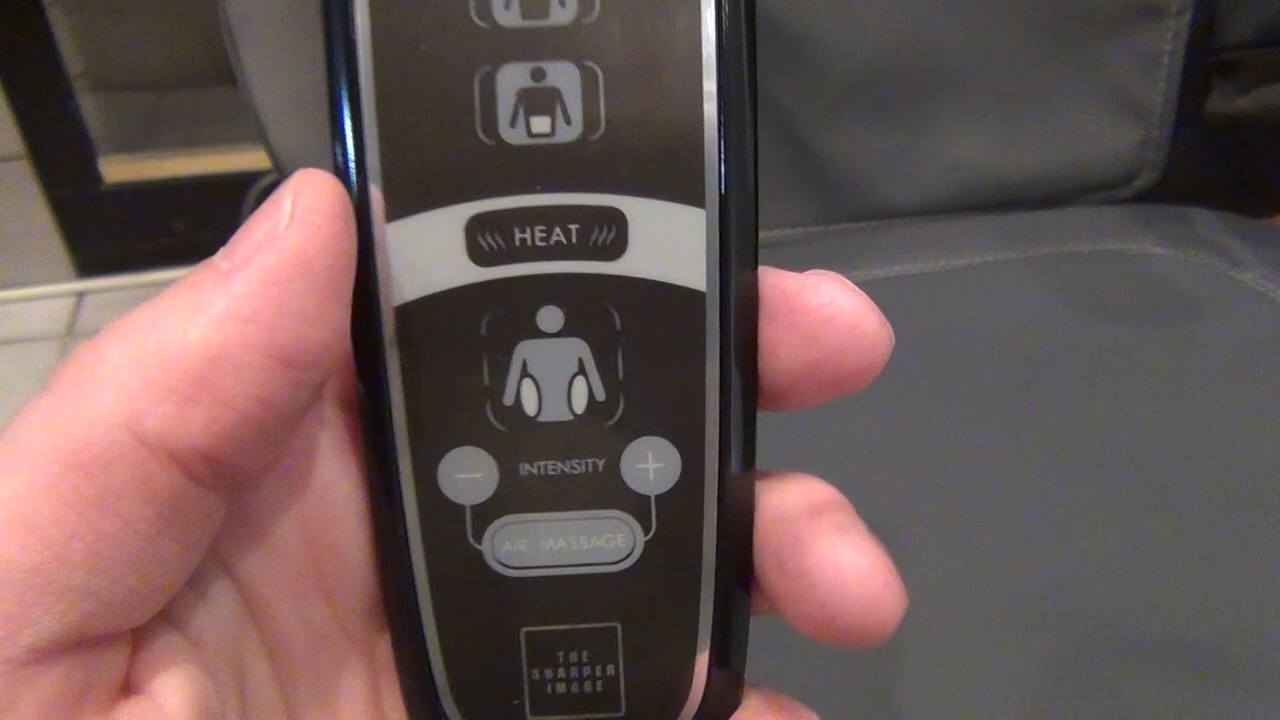 HEAT
- INTENSITY +
AIR MASSAGE
THE
SHARPER
IMAGE